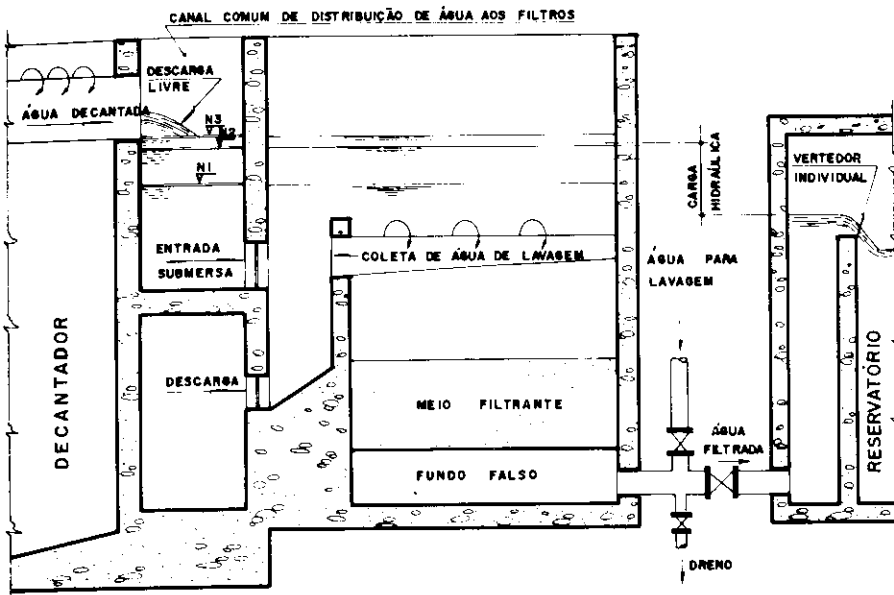 CANAL COMUM DE DISTRIBUIÇÃO DE ÁGUA AOS FILTROS
DESCARGA
LIVRE
ÁGUA DECANTADA
N3
N2
N1
ENTRADA
SUBMERSA
COLETA DE ÁGUA DE LAVAGEM
CARGA
HIDRÁULICA
VERTEDOR
INDIVIDUAL
ÁGUA PARA
LAVAGEM
DECANTADOR
DESCARGA
MEIO FILTRANTE
FUNDO FALSO
ÁGUA
FILTRADA
RESERVATÓRIO
DRENO